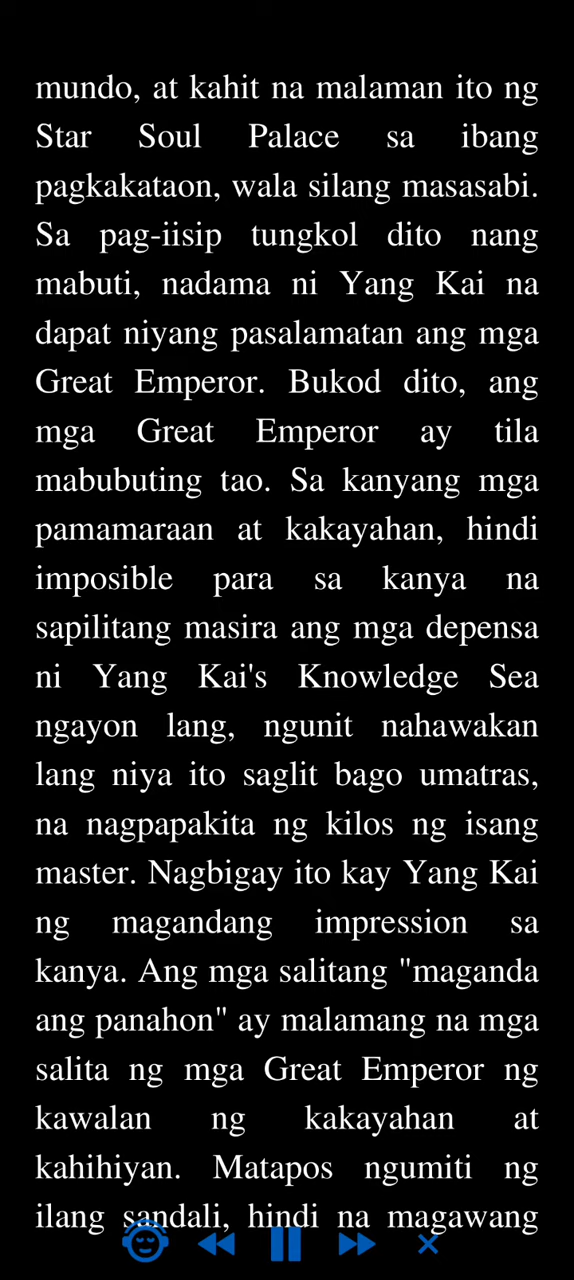 mundo, at kahit na malaman ito ng
Star Soul Palace sa ibang
pagkakataon, wala silang masasabi.
Sa pag-iisip tungkol dito nang
mabuti, nadama ni Yang Kai na
dapat niyang pasalamatan ang mga
Great Emperor. Bukod dito, ang
mga Great Emperor ay tila
mabubuting tao. Sa kanyang mga
pamamaraan at kakayahan, hindi
imposible para sa kanya na
sapilitang masira ang mga depensa
ni Yang Kai's Knowledge Sea
ngayon lang, ngunit nahawakan
lang niya ito saglit bago umatras,
na nagpapakita ng kilos ng isang
master. Nagbigay ito kay Yang Kai
ng magandang impression sa
kanya. Ang mga salitang "maganda
ang panahon" ay malamang na mga
salita ng mga Great Emperor ng
kawalan ng kakayahan at
kahihiyan. Matapos ngumiti ng
ilang sandali, hindi na magawang